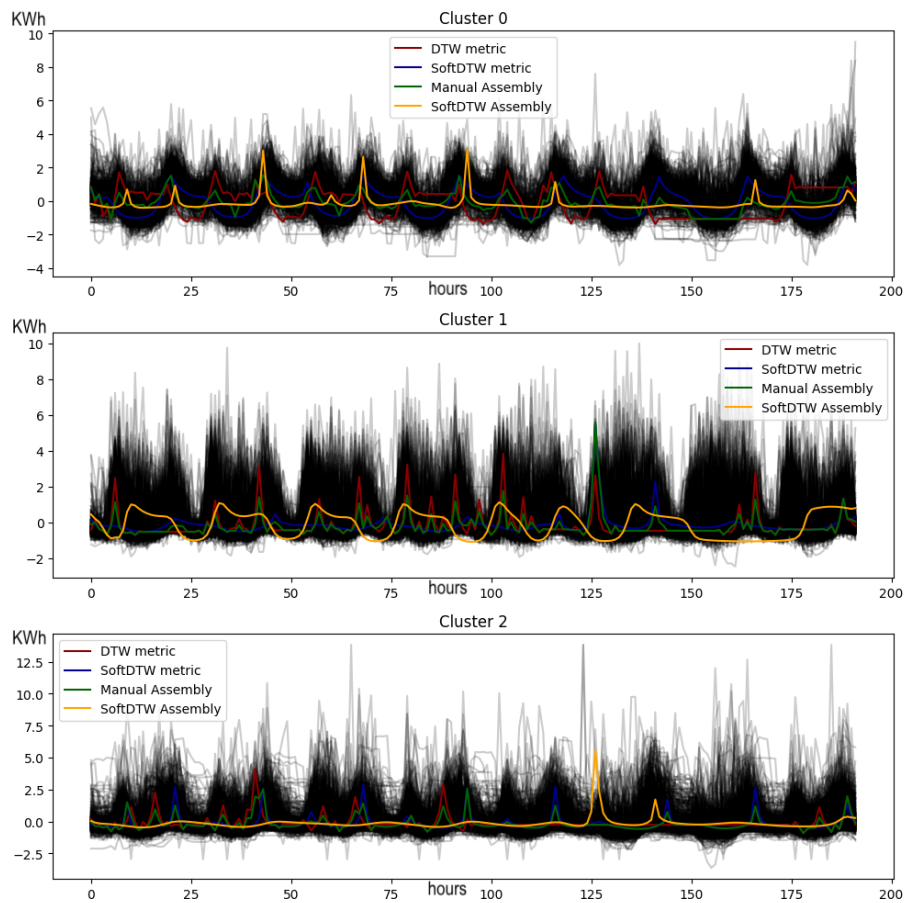 Cluster 0
KWh
10
8
6
4
2
0
−2
−4
DTW metric
SoftDTW metric
Manual Assembly
SoftDTW Assembly
0 25 50 75 100 125 150 175 200
hours
Cluster 1
KWh
10
8
6
4
2
0
−2
DTW metric
SoftDTW metric
Manual Assembly
SoftDTW Assembly
0 25 50 75 100 125 150 175 200
hours
Cluster 2
KWh
12.5
10.0
7.5
5.0
2.5
0.0
−2.5
DTW metric
SoftDTW metric
Manual Assembly
SoftDTW Assembly
0 25 50 75 100 125 150 175 200
hours